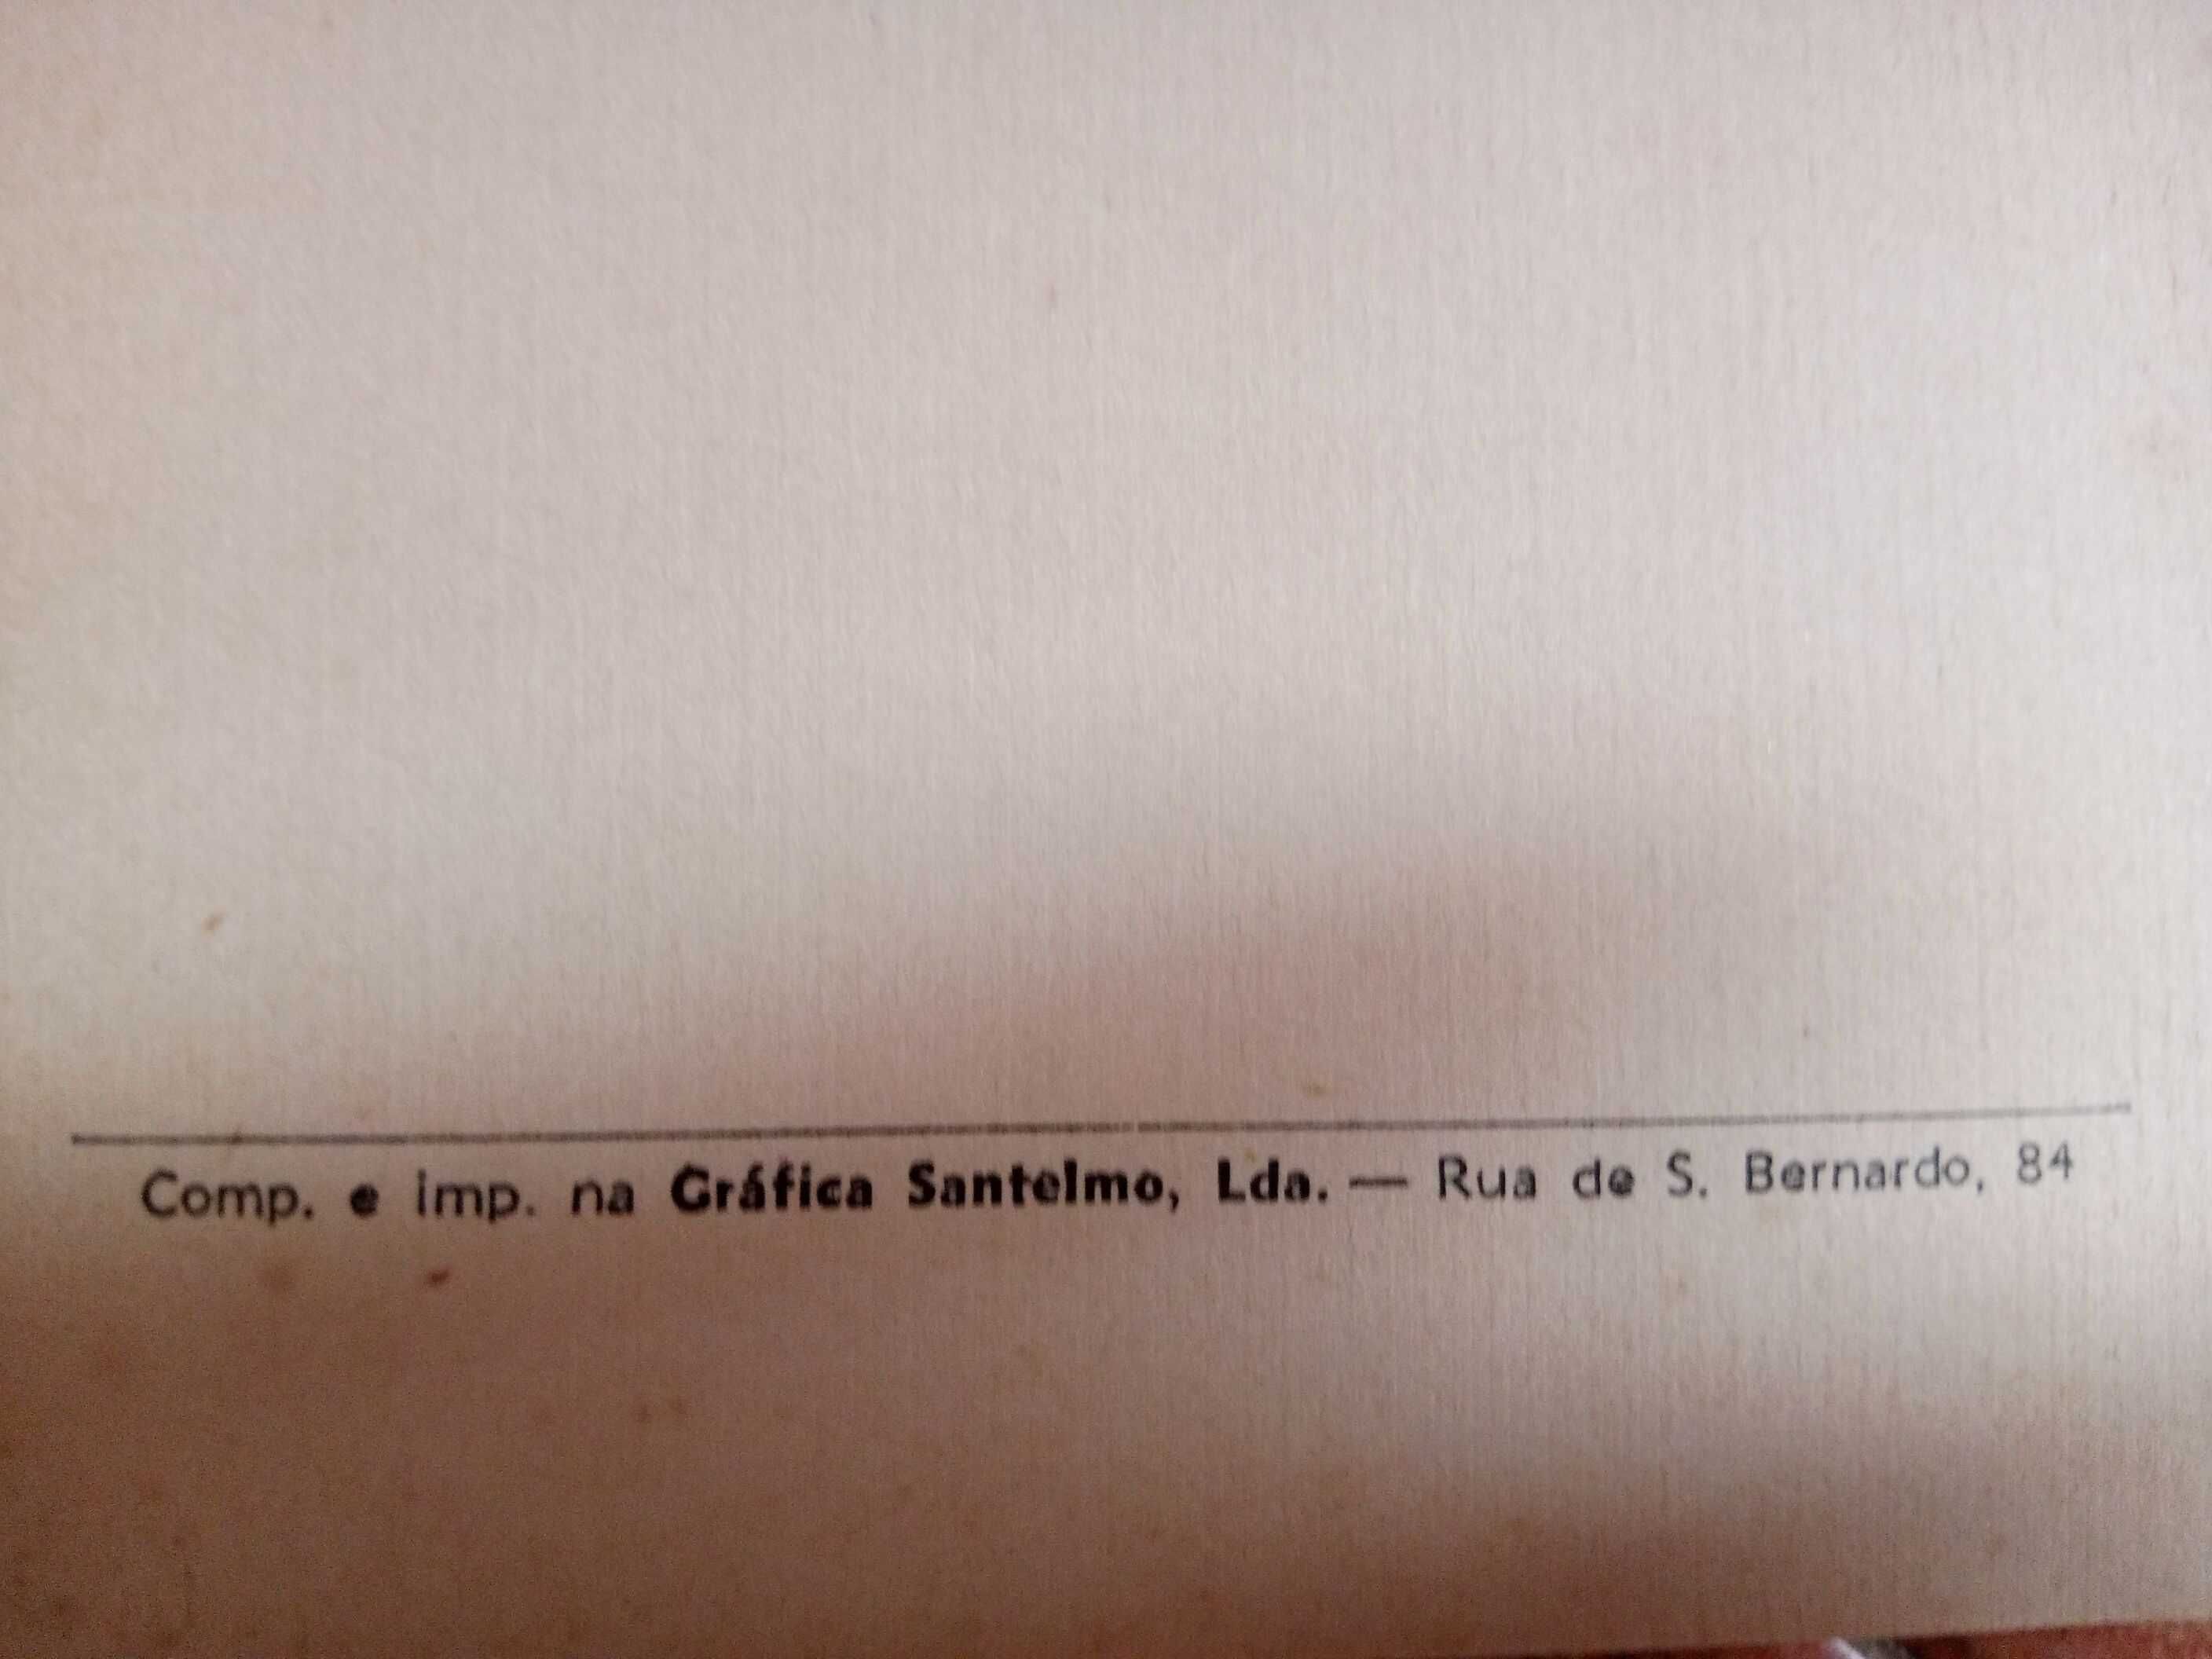 Comp. e imp. na Gráfica Santelmo, Lda. — Rua de S. Bernardo, 84